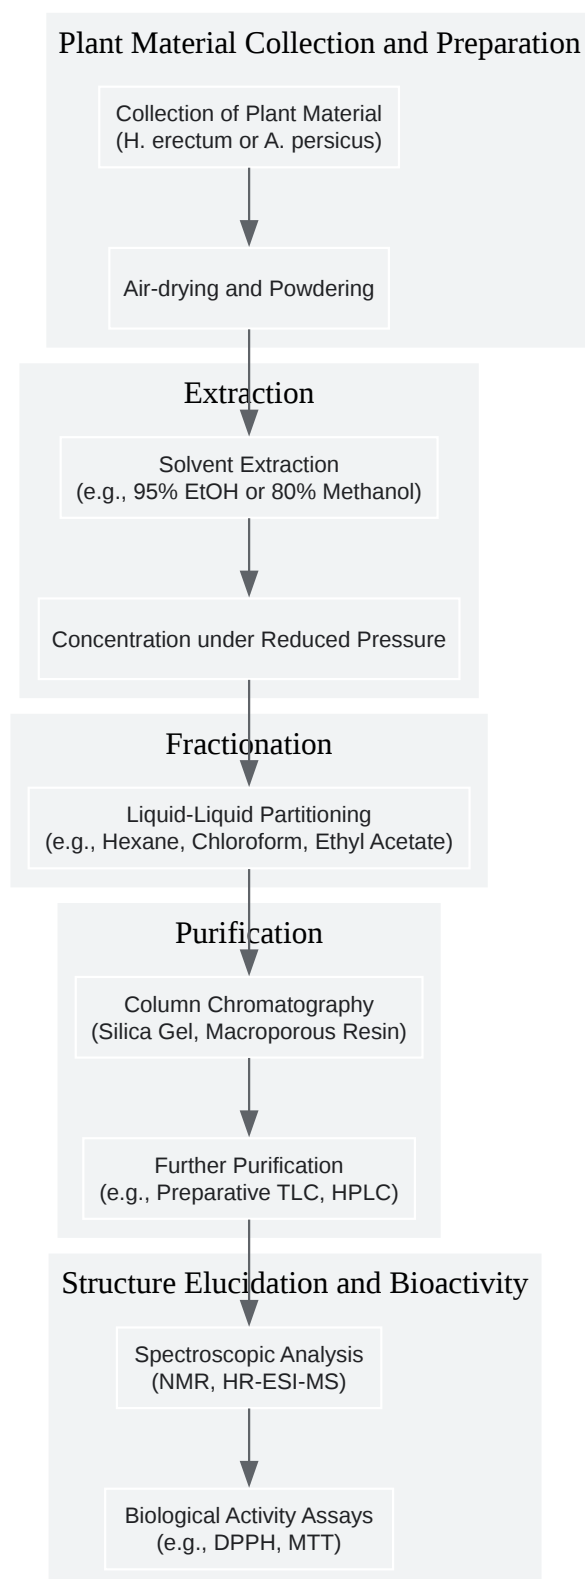 Plant Material Collection and Preparation
Collection of Plant Material
(H. erectum or A. persicus)
Air-drying and Powdering
Extraction
Solvent Extraction
(e.g., 95% EtOH or 80% Methanol)
Concentration under Reduced Pressure
Fractionation
Liquid-Liquid Partitioning
(e.g., Hexane, Chloroform, Ethyl Acetate)
Purification
Column Chromatography
(Silica Gel, Macroporous Resin)
Further Purification
(e.g., Preparative TLC, HPLC)
Structure Elucidation and Bioactivity
Spectroscopic Analysis
(NMR, HR-ESI-MS)
Biological Activity Assays
(e.g., DPPH, MTT)